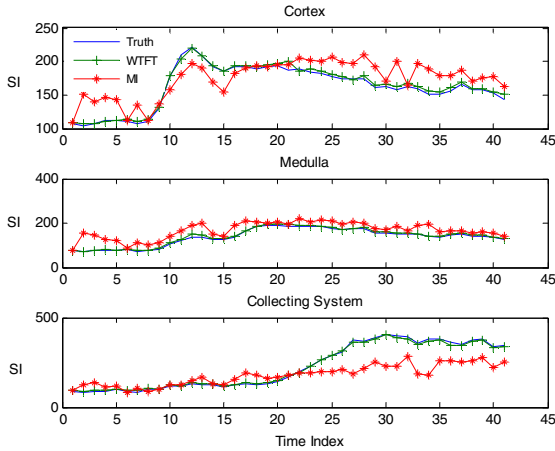 Cortex
250
200
150
100
SI
Truth
WTFT
MI
0 5 10 15 20 25 30 35 40 45
Medulla
400
200
0
SI
0 5 10 15 20 25 30 35 40 45
Collecting System
500
0
SI
0 5 10 15 20 25 30 35 40 45
Time Index